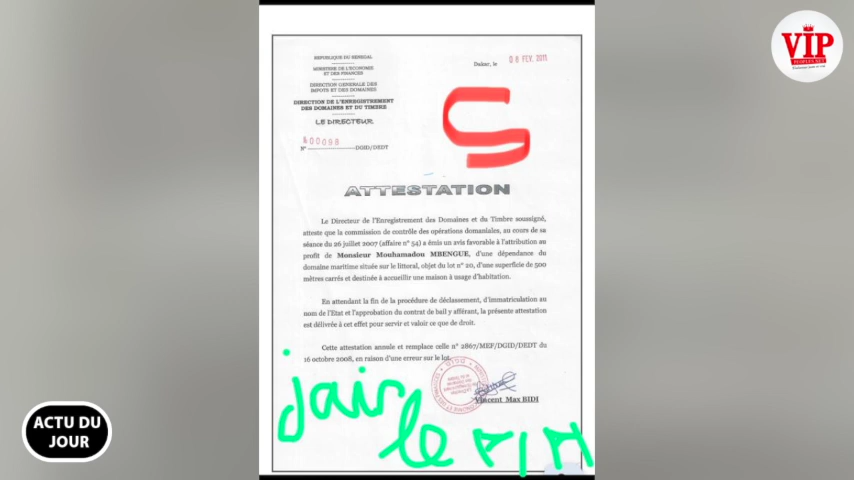 REPUBLIQUE DU SENEGAL
MINISTERE DE L'ECONOMIE
ET DES FINANCES
DIRECTION GENERALE DES
IMPOTS ET DES DOMAINES
DIRECTION DE L'ENREGISTREMENT
DES DOMAINES ET DU TIMBRE
LE DIRECTEUR
Dakar, le 08 FEV. 2011
N° 00098 DGID/DEDT
ATTESTATION
Le Directeur de l'Enregistrement des Domaines et du Timbre soussigné,
atteste que la commission de contrôle des opérations domaniales, au cours de sa
séance du 26 juillet 2007 (affaire n° 54) a émis un avis favorable à l'attribution au
profit de Monsieur Mouhamadou MBENGUE, d'une dépendance du
domaine maritime située sur le littoral, objet du lot n° 20, d'une superficie de 500
mètres carrés et destinée à accueillir une maison à usage d'habitation.
En attendant la fin de la procédure de déclassement, d'immatriculation au
nom de l'Etat et l'approbation du contrat de bail y afférant, la présente attestation
est délivrée à cet effet pour servir et valoir ce que de droit.
Cette attestation annule et remplace celle n° 2867/MEF/DGID/DEDT du
16 octobre 2008, en raison d'une erreur sur le lot.
Vincent Max BIDI
le
VIP
PEOPLES.NET
ACTU DU
JOUR